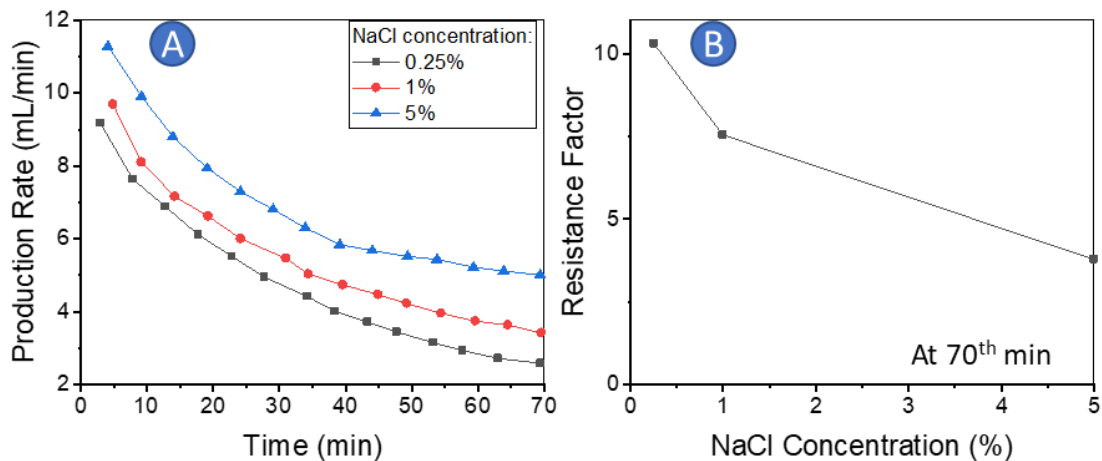 A
NaCl concentration:
0.25%
1%
5%
12
10
8
6
4
2
Production Rate (mL/min)
0 10 20 30 40 50 60 70
Time (min)
B
10
5
0
Resistance Factor
At 70th min
0 1 2 3 4 5
NaCl Concentration (%)